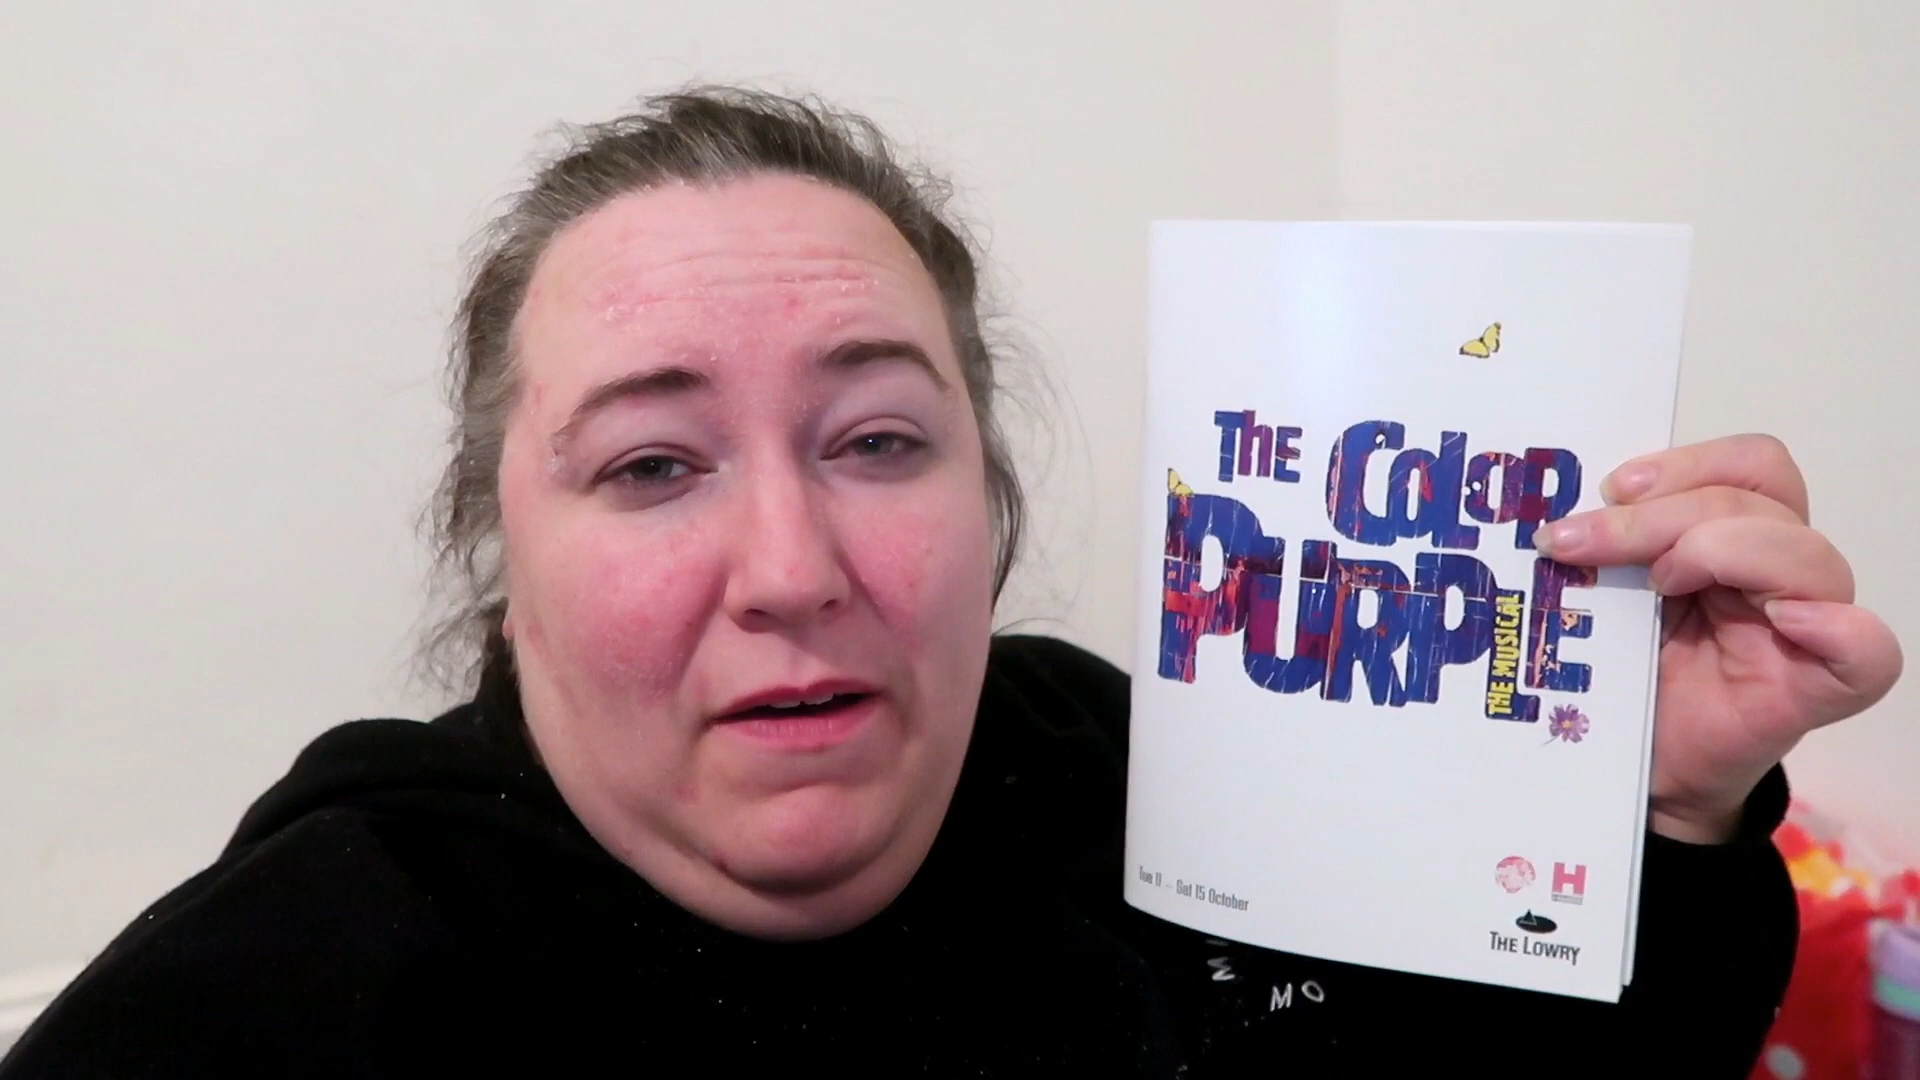 THE COLOR
PURPLE
THE MUSICAL
Tue 11 – Sat 15 October
H
THE LOWRY
M
MO